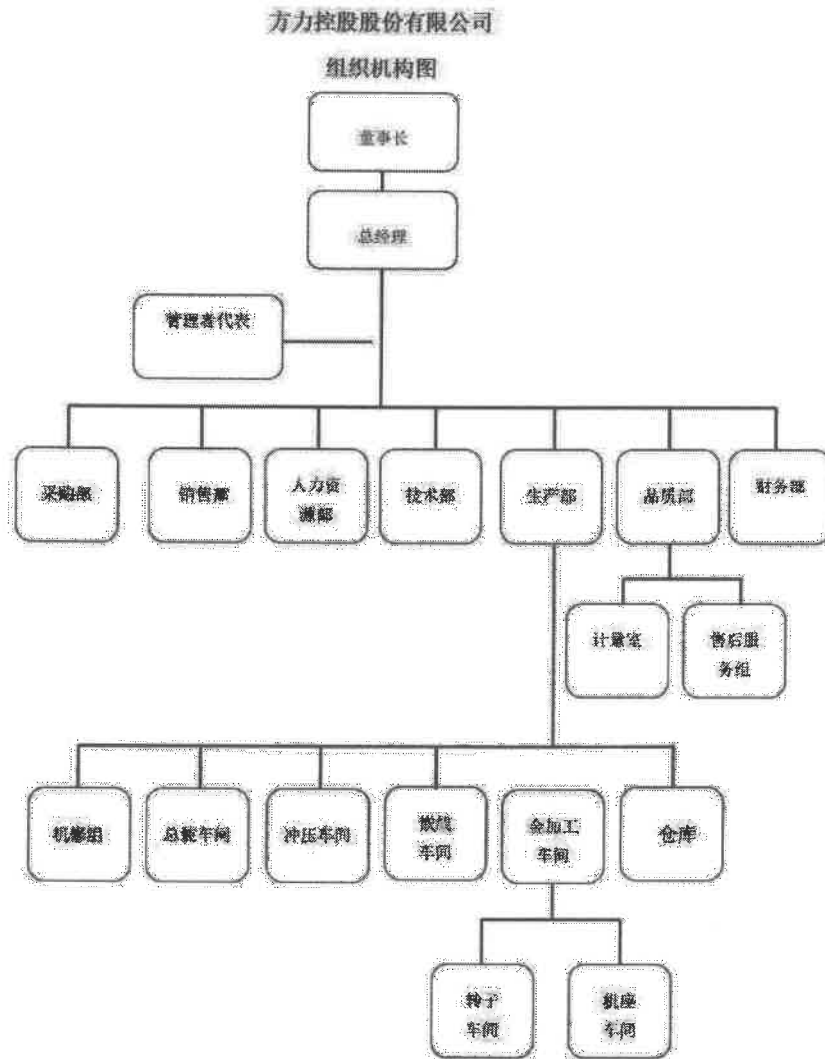 方力控股股份有限公司
组织机构图
董事长
总经理
管理者代表
采购部
销售部
人力资
源部
技术部
生产部
品质部
财务部
计量室
售后服
务组
机修组
总装车间
冲压车间
嵌线
车间
金加工
车间
仓库
转子
车间
机座
车间